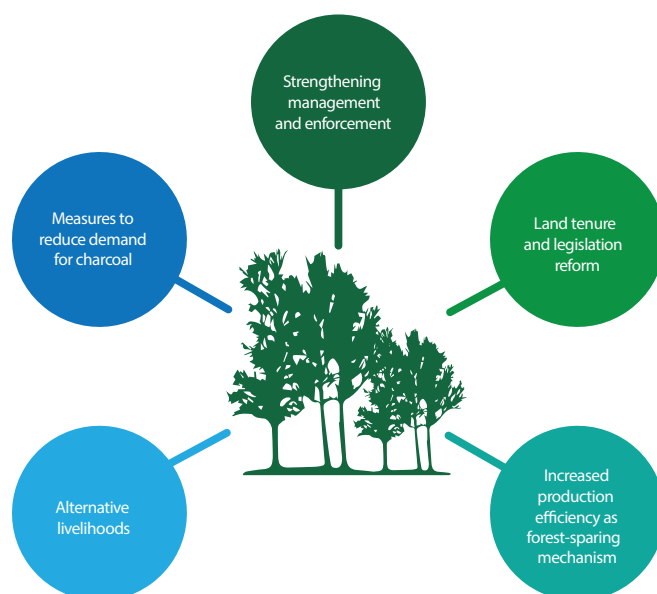 Strengthening
management
and enforcement
Measures to
reduce demand
for charcoal
Land tenure
and legislation
reform
Alternative
livelihoods
Increased
production
efficiency as
forest-sparing
mechanism